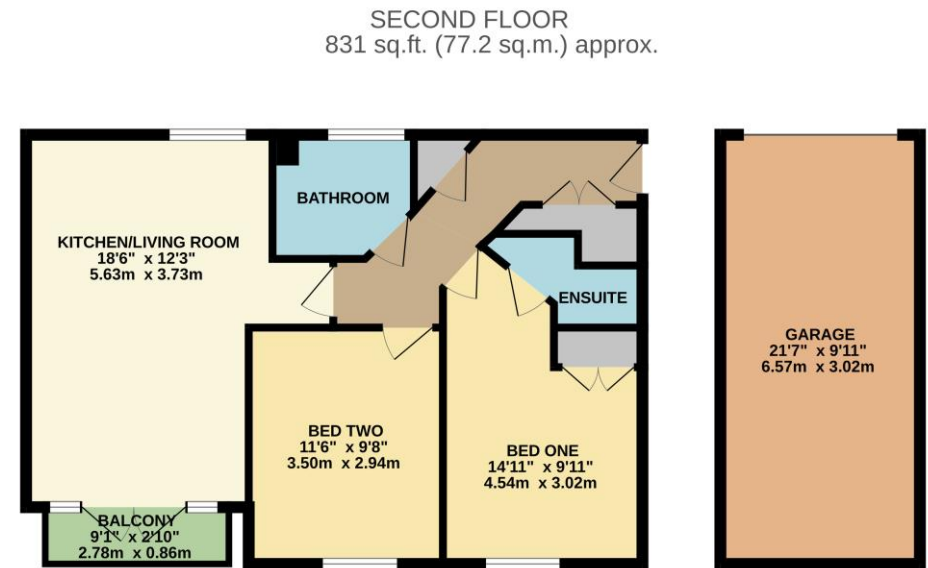 SECOND FLOOR
831 sq.ft. (77.2 sq.m.) approx.
BATHROOM
KITCHEN/LIVING ROOM
18'6" x 12'3"
5.63m x 3.73m
ENSUITE
GARAGE
21'7" x 9'11"
6.57m x 3.02m
BED TWO
11'6" x 9'8"
3.50m x 2.94m
BED ONE
14'11" x 9'11"
4.54m x 3.02m
BALCONY
9'1" x 2'10"
2.78m x 0.86m